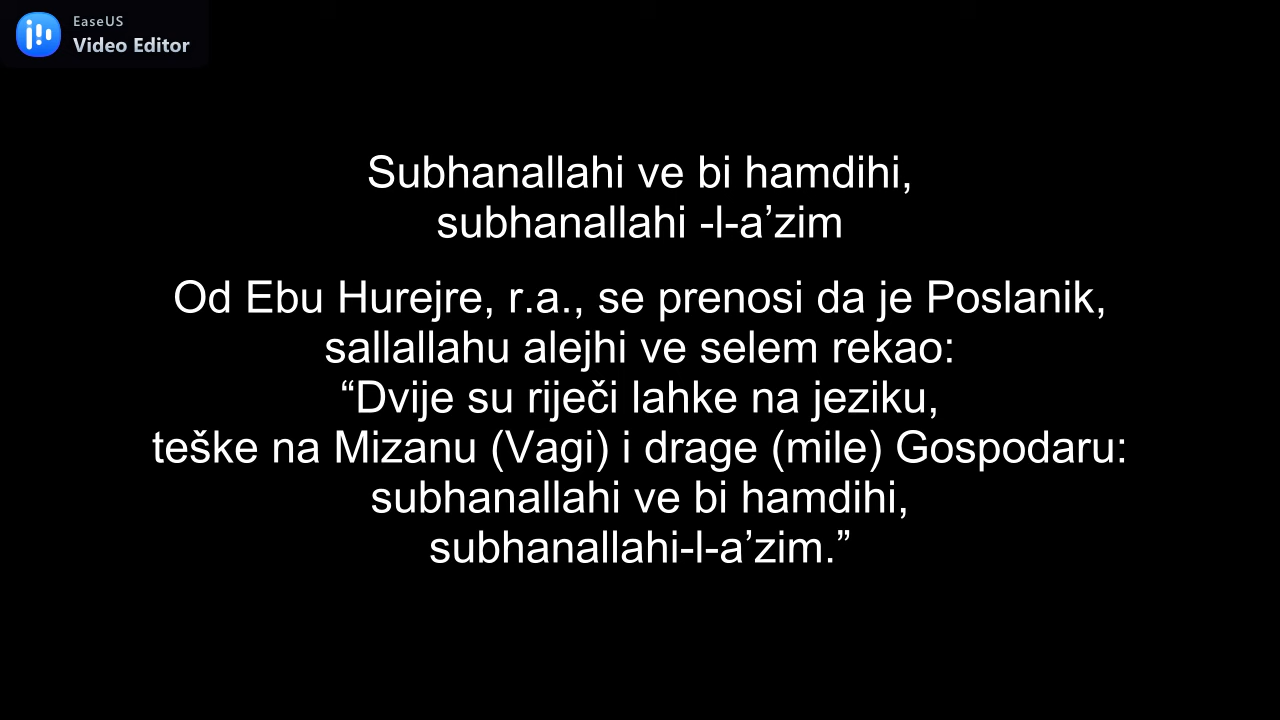 EaseUS
Video Editor
Subhanallahi ve bi hamdihi,
subhanallahi -l-a’zim
Od Ebu Hurejre, r.a., se prenosi da je Poslanik,
sallallahu alejhi ve selem rekao:
“Dvije su riječi lahke na jeziku,
teške na Mizanu (Vagi) i drage (mile) Gospodaru:
subhanallahi ve bi hamdihi,
subhanallahi-l-a’zim.”